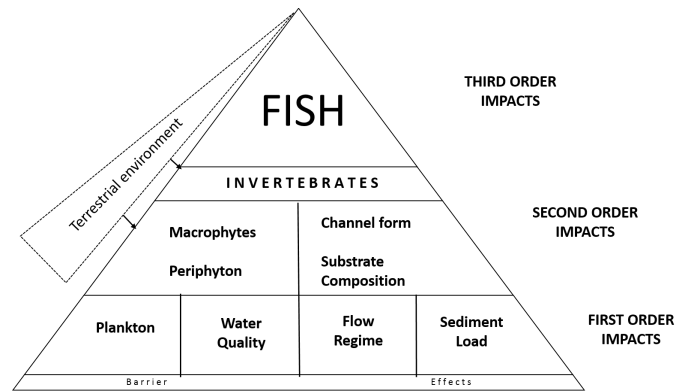 THIRD ORDER
IMPACTS
FISH
Terrestrial environment
INVERTEBRATES
SECOND ORDER
IMPACTS
Macrophytes
Channel form
Periphyton
Substrate
Composition
FIRST ORDER
IMPACTS
Plankton
Water
Quality
Flow
Regime
Sediment
Load
Barrier
Effects